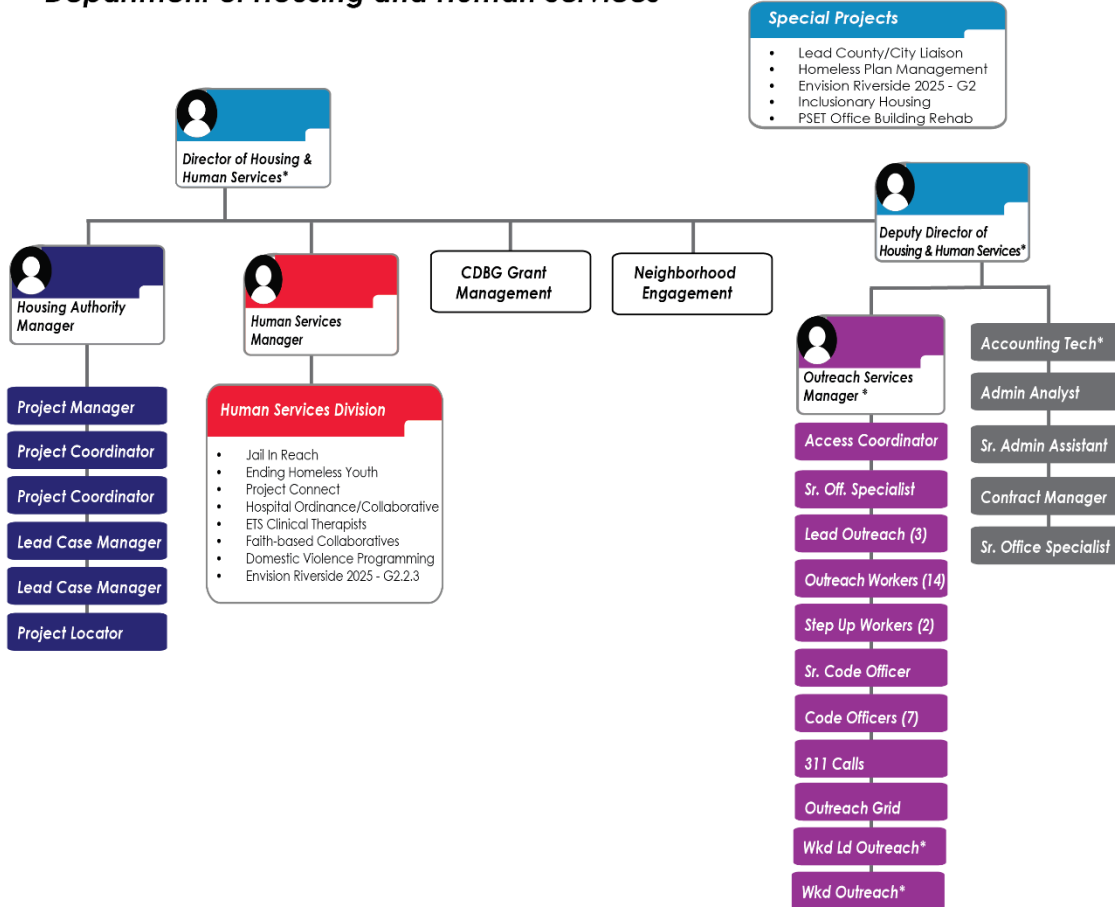 Department of Housing and Human Services
Special Projects
• Lead County/City Liaison
• Homeless Plan Management
• Envision Riverside 2025 - G2
• Inclusionary Housing
• PSET Office Building Rehab
Director of Housing &
Human Services*
Deputy Director of
Housing & Human Services*
Housing Authority
Manager
Human Services
Manager
CDBG Grant
Management
Neighborhood
Engagement
Project Manager
Project Coordinator
Project Coordinator
Lead Case Manager
Lead Case Manager
Project Locator
Human Services Division
• Jail In Reach
• Ending Homeless Youth
• Project Connect
• Hospital Ordinance/Collaborative
• ETS Clinical Therapists
• Faith-based Collaboratives
• Domestic Violence Programming
• Envision Riverside 2025 - G2.2.3
Outreach Services
Manager *
Access Coordinator
Sr. Off. Specialist
Lead Outreach (3)
Outreach Workers (14)
Step Up Workers (2)
Sr. Code Officer
Code Officers (7)
311 Calls
Outreach Grid
Wkd Ld Outreach*
Wkd Outreach*
Accounting Tech*
Admin Analyst
Sr. Admin Assistant
Contract Manager
Sr. Office Specialist